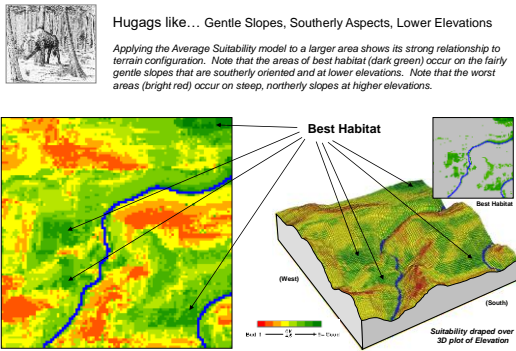 Hugags like… Gentle Slopes, Southerly Aspects, Lower Elevations
Applying the Average Suitability model to a larger area shows its strong relationship to
terrain configuration.  Note that the areas of best habitat (dark green) occur on the fairly
gentle slopes that are southerly oriented and at lower elevations.  Note that the worst
areas (bright red) occur on steep, northerly slopes at higher elevations.
Best Habitat
Best Habitat
(West)
(South)
Suitability draped over
3D plot of Elevation